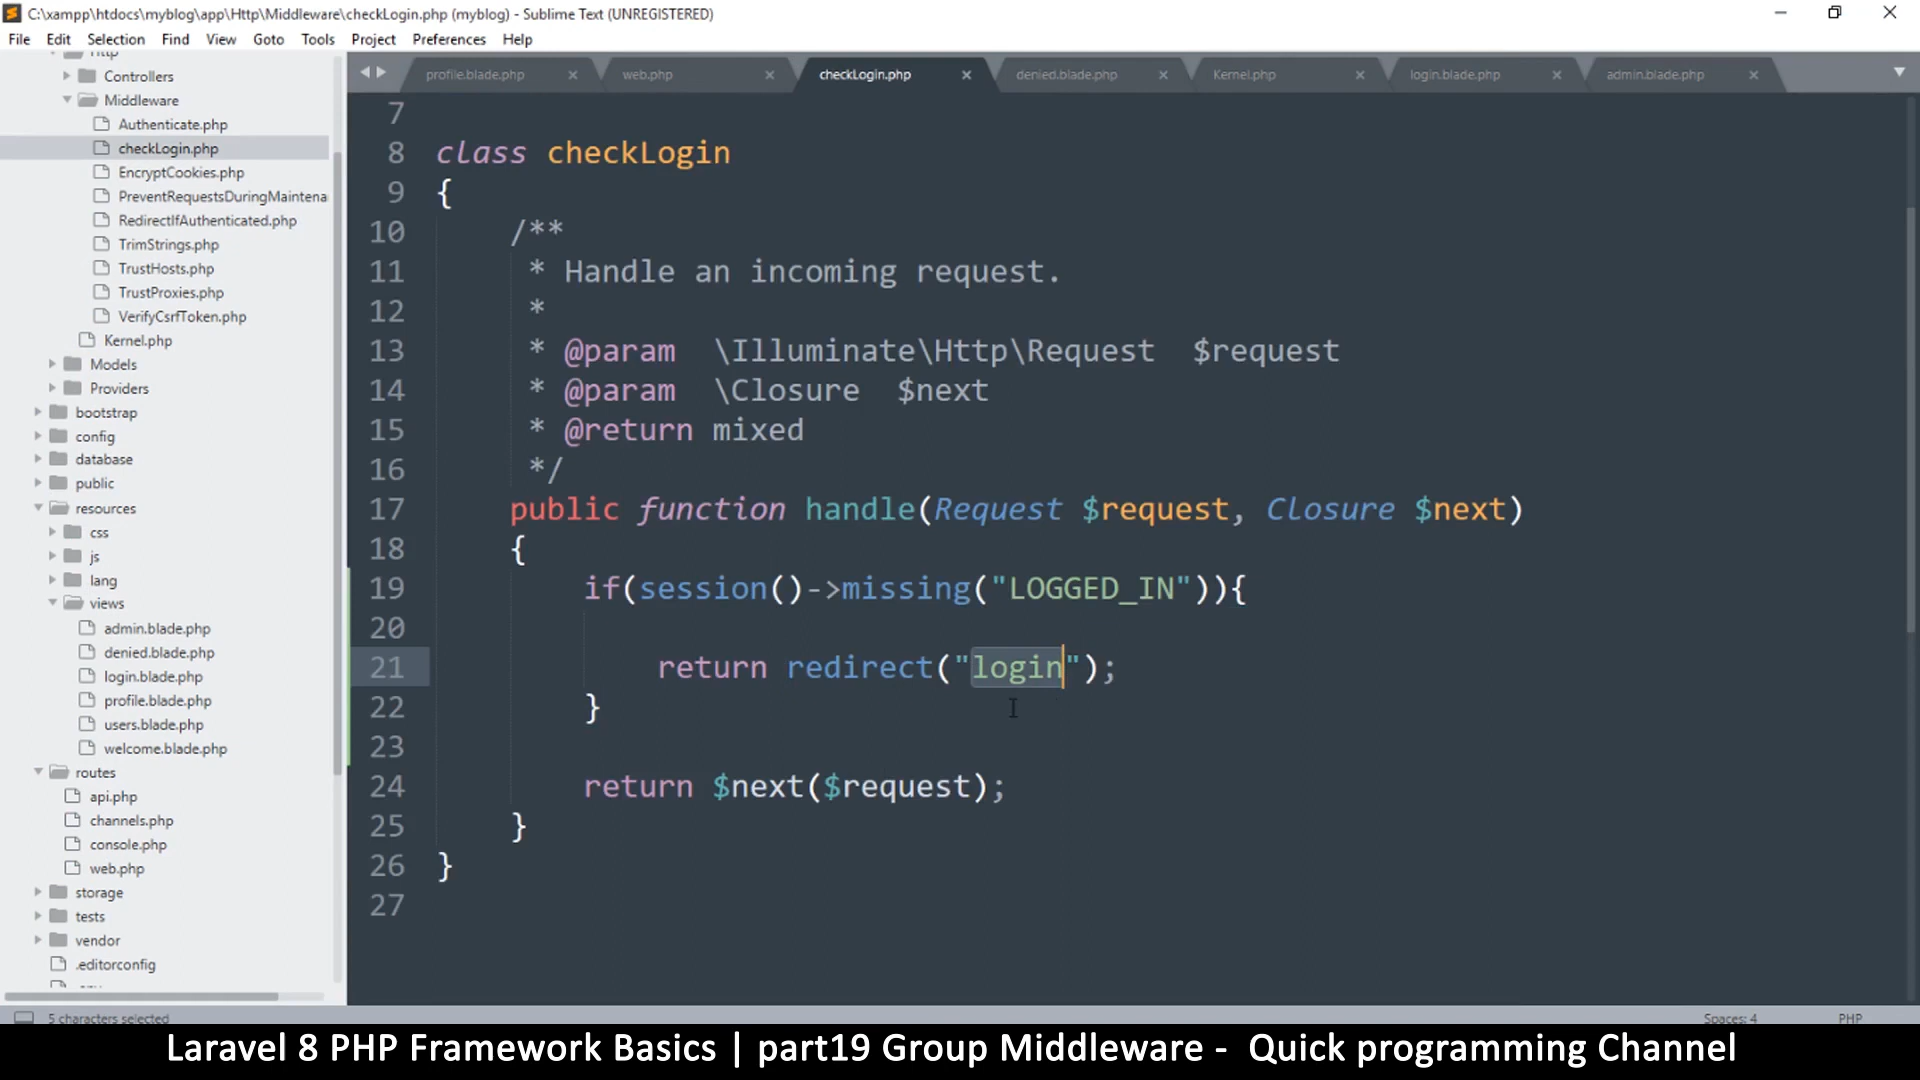 C:\xampp\htdocs\myblog\app\Http\Middleware\checkLogin.php (myblog) - Sublime Text (UNREGISTERED)
File Edit Selection Find View Goto Tools Project Preferences Help
Http
Controllers
Middleware
Authenticate.php
checkLogin.php
EncryptCookies.php
PreventRequestsDuringMaintena
RedirectIfAuthenticated.php
TrimStrings.php
TrustHosts.php
TrustProxies.php
VerifyCsrfToken.php
Kernel.php
Models
Providers
bootstrap
config
database
public
resources
css
js
lang
views
admin.blade.php
denied.blade.php
login.blade.php
profile.blade.php
users.blade.php
welcome.blade.php
routes
api.php
channels.php
console.php
web.php
storage
tests
vendor
.editorconfig
profile.blade.php web.php checkLogin.php denied.blade.php Kernel.php login.blade.php admin.blade.php
7
8 class checkLogin
9 {
10 /**
11 * Handle an incoming request.
12 *
13 * @param \Illuminate\Http\Request $request
14 * @param \Closure $next
15 * @return mixed
16 */
17 public function handle(Request $request, Closure $next)
18 {
19 if(session()->missing("LOGGED_IN")){
20
21 return redirect("login");
22 }
23
24 return $next($request);
25 }
26 }
27
5 characters selected Spaces: 4 PHP
Laravel 8 PHP Framework Basics | part19 Group Middleware - Quick programming Channel